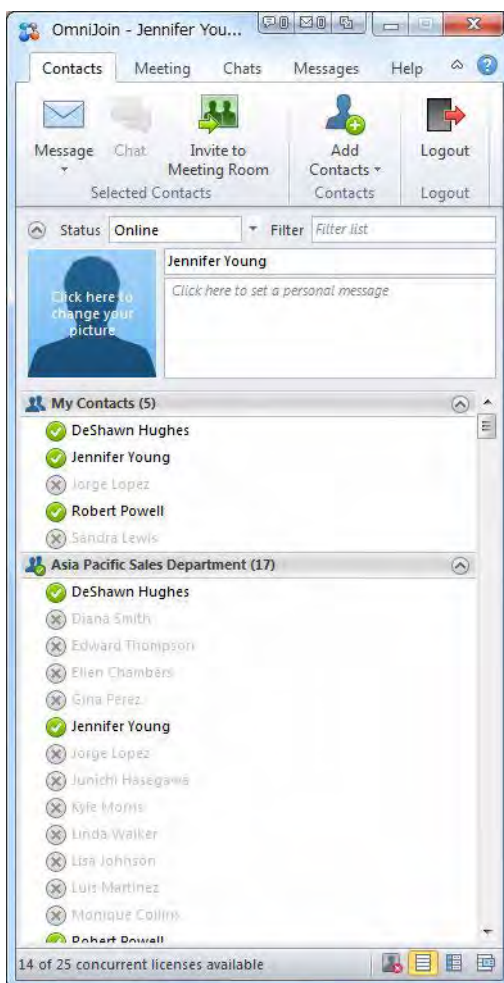 OmniJoin - Jennifer You...
0 0
Contacts Meeting Chats Messages Help
Message Chat Invite to Meeting Room Add Contacts Logout
Selected Contacts Contacts Logout
Status Online Filter Filter list
Click here to change your picture
Jennifer Young
Click here to set a personal message
My Contacts (5)
DeShawn Hughes
Jennifer Young
Jorge Lopez
Robert Powell
Sandra Lewis
Asia Pacific Sales Department (17)
DeShawn Hughes
Diana Smith
Edward Thompson
Ellen Chambers
Gina Perez
Jennifer Young
Jorge Lopez
Junichi Hasegawa
Kyle Morris
Linda Walker
Lisa Johnson
Luis Martinez
Monique Collins
Robert Powell
14 of 25 concurrent licenses available